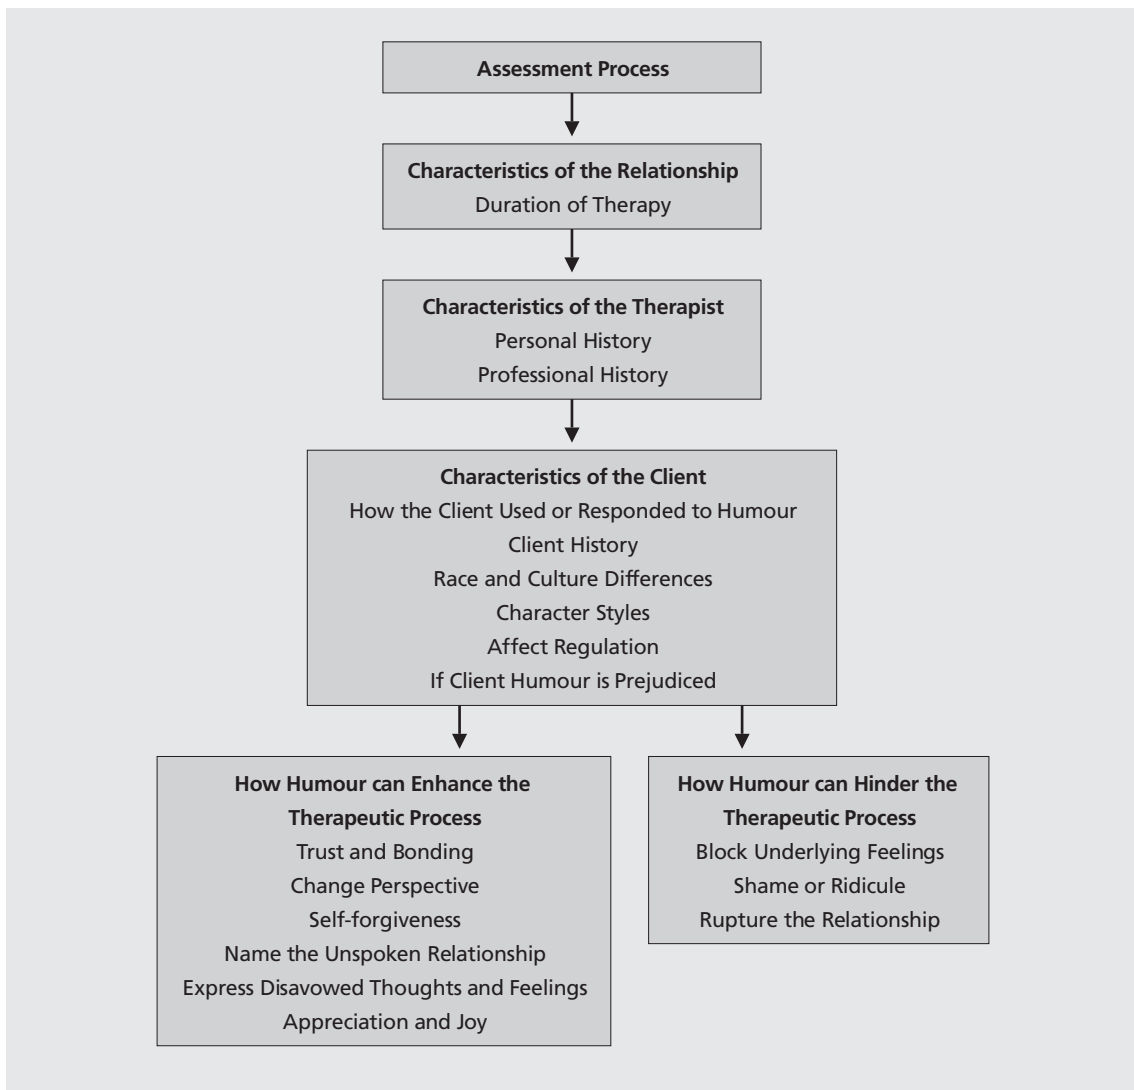 Assessment Process
Characteristics of the Relationship
Duration of Therapy
Characteristics of the Therapist
Personal History
Professional History
Characteristics of the Client
How the Client Used or Responded to Humour
Client History
Race and Culture Differences
Character Styles
Affect Regulation
If Client Humour is Prejudiced
How Humour can Enhance the
Therapeutic Process
Trust and Bonding
Change Perspective
Self-forgiveness
Name the Unspoken Relationship
Express Disavowed Thoughts and Feelings
Appreciation and Joy
How Humour can Hinder the
Therapeutic Process
Block Underlying Feelings
Shame or Ridicule
Rupture the Relationship